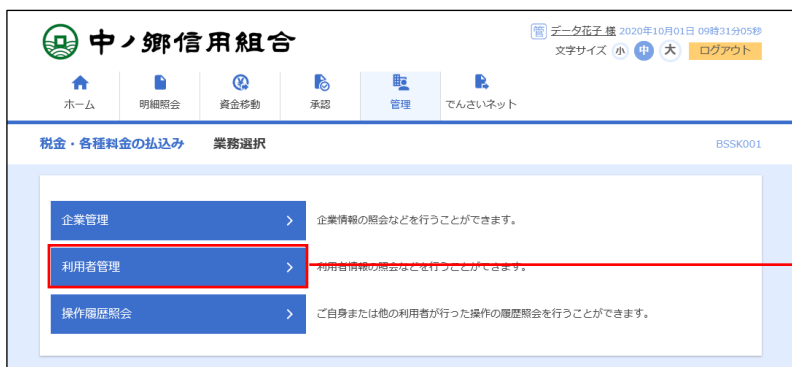 中ノ郷信用組合
管 データ花子 様 2020年10月01日 09時31分05秒
文字サイズ 小 中 大 ログアウト
ホーム 明細照会 資金移動 承認 管理 でんさいネット
税金・各種料金の払込み 業務選択 BSSK001
企業管理 企業情報の照会などを行うことができます。
利用者管理 利用者情報の照会などを行うことができます。
操作履歴照会 ご自身または他の利用者が行った操作の履歴照会を行うことができます。